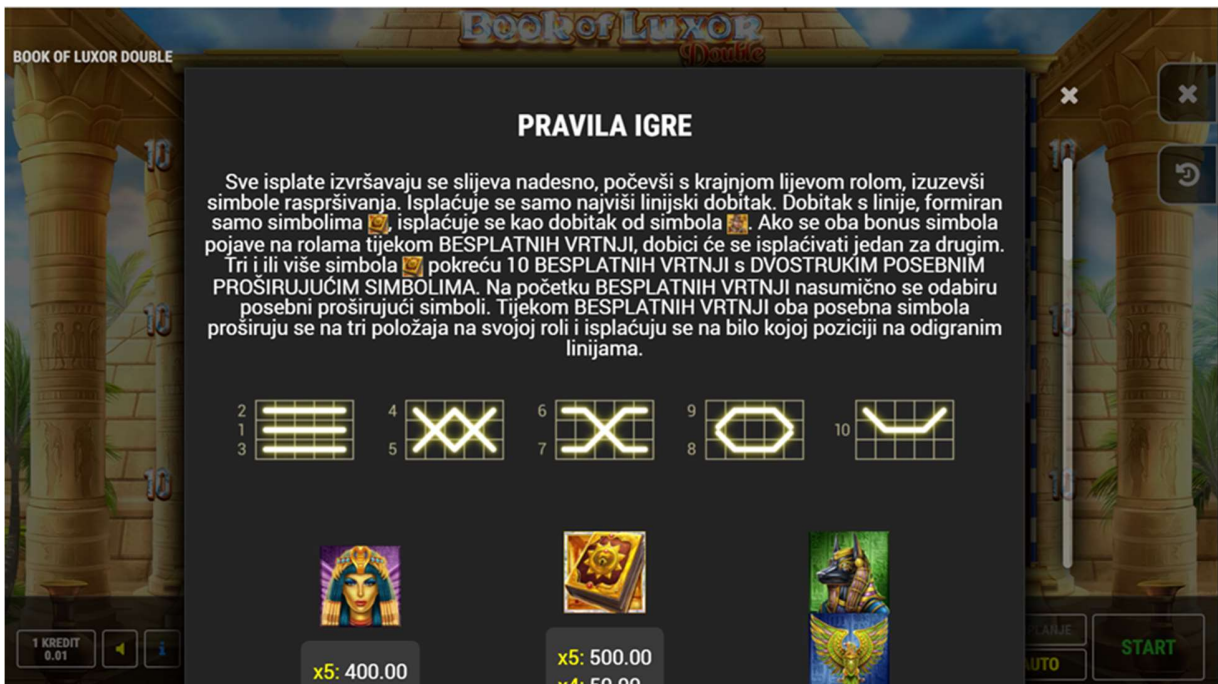 Book of Luxor
Double
BOOK OF LUXOR DOUBLE
PRAVILA IGRE
Sve isplate izvršavaju se slijeva nadesno, počevši s krajnjom lijevom rolom, izuzevši
simbole raspršivanja. Isplaćuje se samo najviši linijski dobitak. Dobitak s linije, formiran
samo simbolima , isplaćuje se kao dobitak od simbola . Ako se oba bonus simbola
pojave na rolama tijekom BESPLATNIH VRTNJI, dobici će se isplaćivati jedan za drugim.
Tri i ili više simbola pokreću 10 BESPLATNIH VRTNJI s DVOSTRUKIM POSEBNIM
PROŠIRUJUĆIM SIMBOLIMA. Na početku BESPLATNIH VRTNJI nasumično se odabiru
posebni proširujući simboli. Tijekom BESPLATNIH VRTNJI oba posebna simbola
proširuju se na tri položaja na svojoj roli i isplaćuju se na bilo kojoj poziciji na odigranim
linijama.
10 10
10 10
10 10
2 4 6 9
1 10
3 5 7 8
x5: 400.00
x5: 500.00
x4: 50.00
1 KREDIT
0.01
AUTO
START